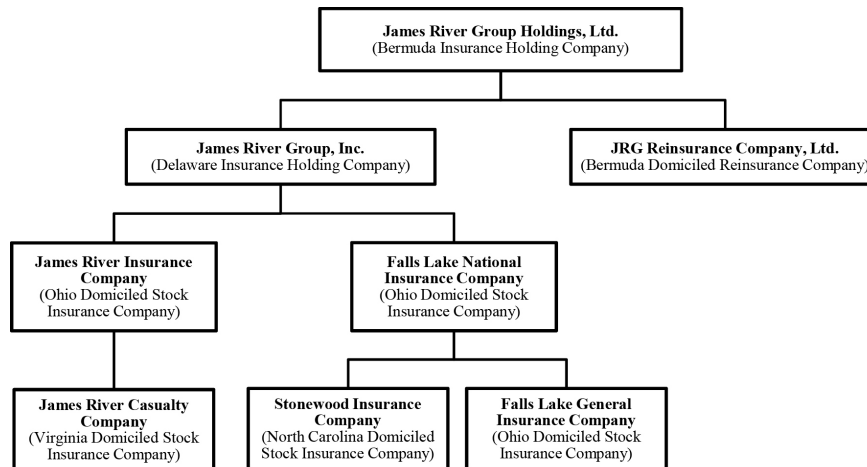 James River Group Holdings, Ltd.
(Bermuda Insurance Holding Company)
James River Group, Inc.
(Delaware Insurance Holding Company)
JRG Reinsurance Company, Ltd.
(Bermuda Domiciled Reinsurance Company)
James River Insurance
Company
(Ohio Domiciled Stock
Insurance Company)
Falls Lake National
Insurance Company
(Ohio Domiciled Stock
Insurance Company)
James River Casualty
Company
(Virginia Domiciled Stock
Insurance Company)
Stonewood Insurance
Company
(North Carolina Domiciled
Stock Insurance Company)
Falls Lake General
Insurance Company
(Ohio Domiciled Stock
Insurance Company)